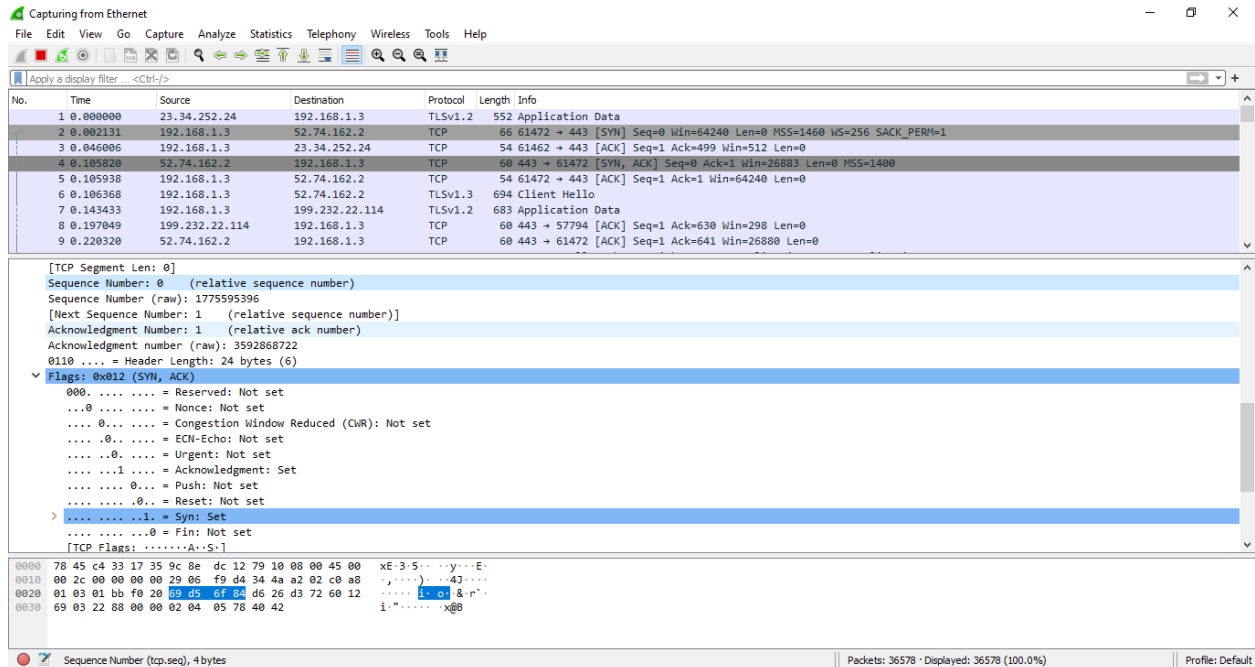 Capturing from Ethernet
File Edit View Go Capture Analyze Statistics Telephony Wireless Tools Help
Apply a display filter ... <Ctrl-/>
No. Time Source Destination Protocol Length Info
1 0.000000 23.34.252.24 192.168.1.3 TLSv1.2 552 Application Data
2 0.002131 192.168.1.3 52.74.162.2 TCP 66 61472 → 443 [SYN] Seq=0 Win=64240 Len=0 MSS=1460 WS=256 SACK_PERM=1
3 0.046006 192.168.1.3 23.34.252.24 TCP 54 61462 → 443 [ACK] Seq=1 Ack=499 Win=512 Len=0
4 0.105820 52.74.162.2 192.168.1.3 TCP 60 443 → 61472 [SYN, ACK] Seq=0 Ack=1 Win=26883 Len=0 MSS=1400
5 0.105938 192.168.1.3 52.74.162.2 TCP 54 61472 → 443 [ACK] Seq=1 Ack=1 Win=64240 Len=0
6 0.106368 192.168.1.3 52.74.162.2 TLSv1.3 694 Client Hello
7 0.143433 192.168.1.3 199.232.22.114 TLSv1.2 683 Application Data
8 0.197049 199.232.22.114 192.168.1.3 TCP 60 443 → 57794 [ACK] Seq=1 Ack=630 Win=298 Len=0
9 0.220320 52.74.162.2 192.168.1.3 TCP 60 443 → 61472 [ACK] Seq=1 Ack=641 Win=26880 Len=0
[TCP Segment Len: 0]
Sequence Number: 0 (relative sequence number)
Sequence Number (raw): 1775595396
[Next Sequence Number: 1 (relative sequence number)]
Acknowledgment Number: 1 (relative ack number)
Acknowledgment number (raw): 3592868722
0110 .... = Header Length: 24 bytes (6)
Flags: 0x012 (SYN, ACK)
000. .... .... = Reserved: Not set
...0 .... .... = Nonce: Not set
.... 0... .... = Congestion Window Reduced (CWR): Not set
.... .0.. .... = ECN-Echo: Not set
.... ..0. .... = Urgent: Not set
.... ...1 .... = Acknowledgment: Set
.... .... 0... = Push: Not set
.... .... .0.. = Reset: Not set
.... .... ..1. = Syn: Set
.... .... ...0 = Fin: Not set
[TCP Flags: ·······A··S·]
0000 78 45 c4 33 17 35 9c 8e dc 12 79 10 08 00 45 00 xE·3·5·· ··y···E·
0010 00 2c 00 00 00 00 29 06 f9 d4 34 4a a2 02 c0 a8 ·,····)· ··4J····
0020 01 03 01 bb f0 20 69 d5 6f 84 d6 26 d3 72 60 12 ····· i· o··&·r`·
0030 69 03 22 88 00 00 02 04 05 78 40 42 i·"····· ·x@B
Sequence Number (tcp.seq), 4 bytes
Packets: 36578 · Displayed: 36578 (100.0%)
Profile: Default